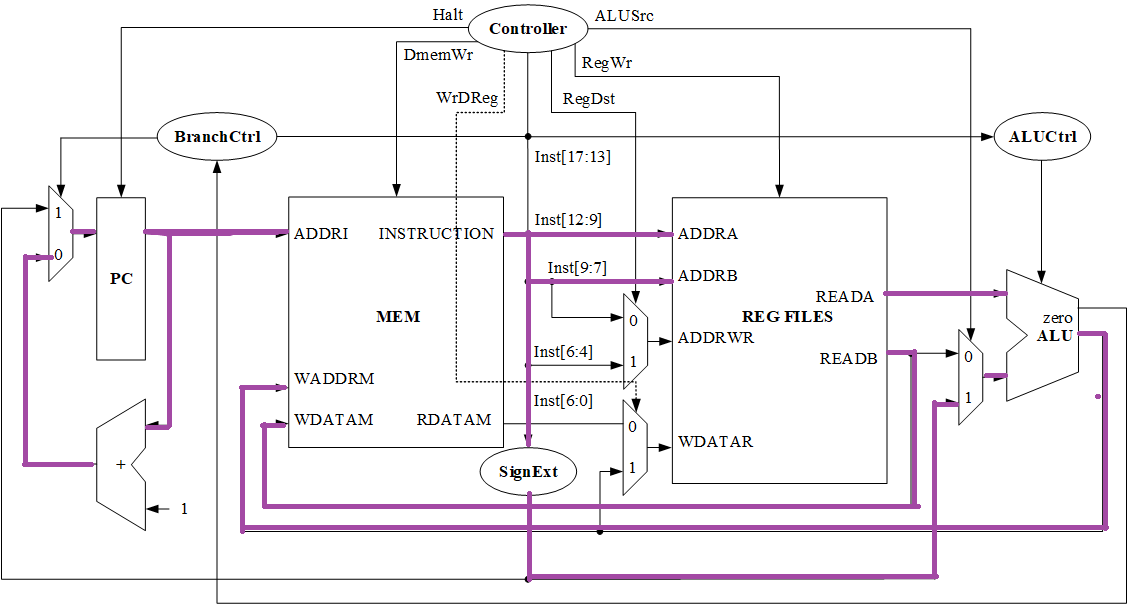 Halt
Controller
ALUSrc
DmemWr
RegWr
WrDReg
RegDst
BranchCtrl
ALUCtrl
Inst[17:13]
1
0
PC
ADDRI
INSTRUCTION
MEM
WADDRM
WDATAM
RDATAM
Inst[12:9]
Inst[9:7]
Inst[6:4]
Inst[6:0]
0
1
0
1
SignExt
ADDRA
ADDRB
READA
REG FILES
ADDRWR
READB
WDATAR
0
1
zero
ALU
+
1